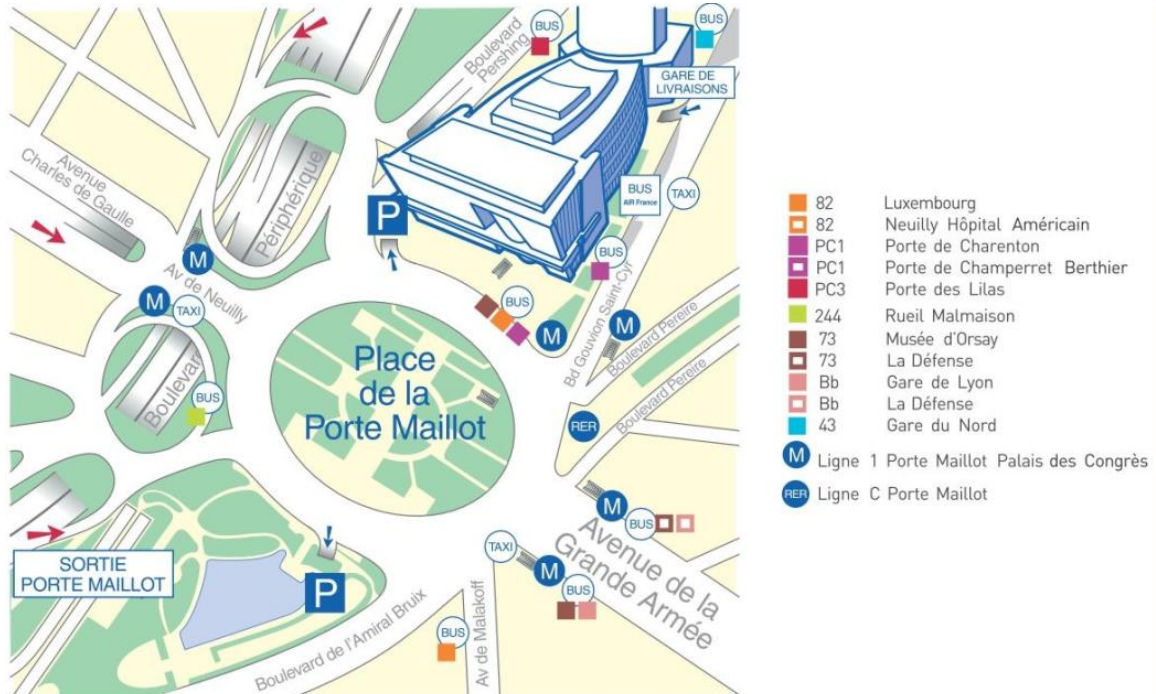 BUS
BUS
Boulevard
Pershing
GARE DE
LIVRAISONS
Avenue
Charles de Gaulle
Périphérique
P
BUS
AIR France
TAXI
M
Av de Neuilly
BUS
M
TAXI
BUS
M
M
Bd Gouvion Saint-Cyr
Boulevard Pereire
Boulevard Pereire
Place
de la
Porte Maillot
Boulevard
BUS
RER
M
BUS
SORTIE
PORTE MAILLOT
P
TAXI
M
BUS
Avenue de la
Grande Armée
Boulevard de l'Amiral Bruix
BUS
Av de Malakoff
82 Luxembourg
82 Neuilly Hôpital Américain
PC1 Porte de Charenton
PC1 Porte de Champerret Berthier
PC3 Porte des Lilas
244 Rueil Malmaison
73 Musée d'Orsay
73 La Défense
Bb Gare de Lyon
Bb La Défense
43 Gare du Nord
M Ligne 1 Porte Maillot Palais des Congrès
RER Ligne C Porte Maillot